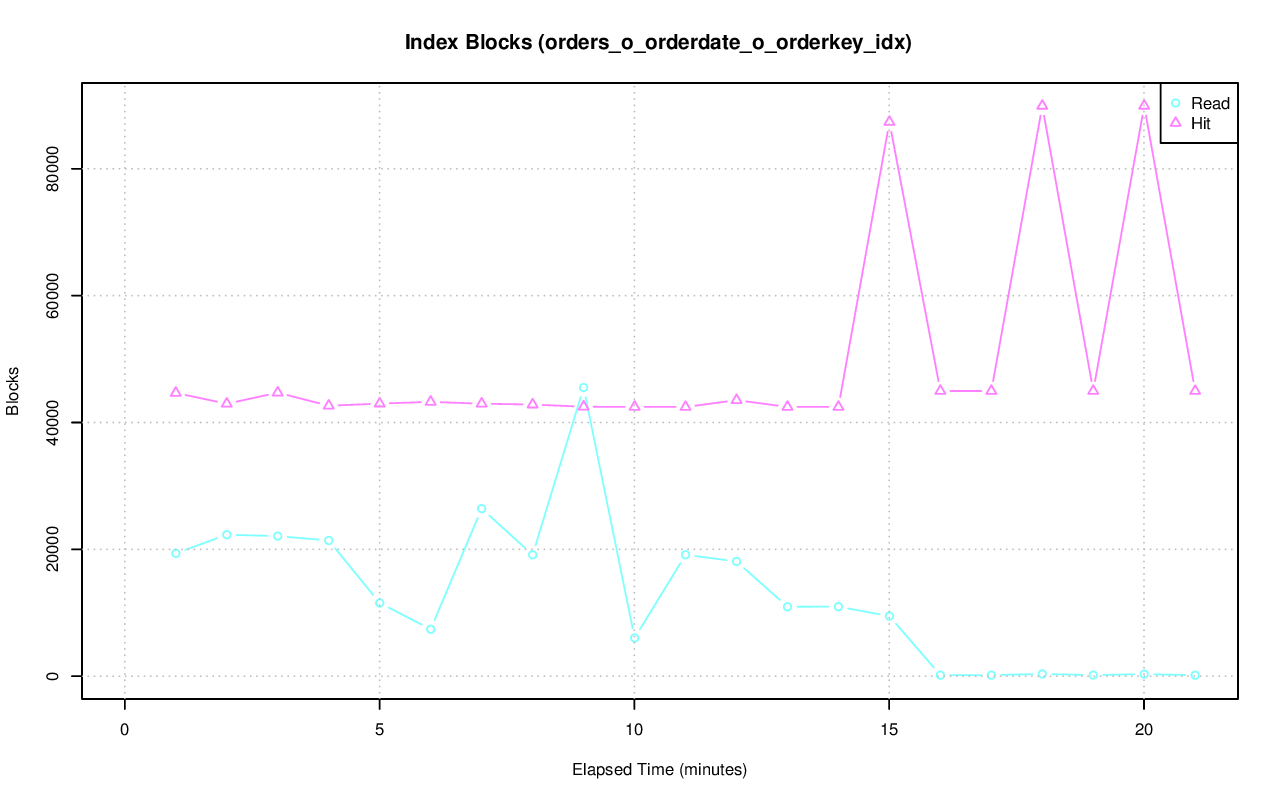 Index Blocks (orders_o_orderdate_o_orderkey_idx)
Read
Hit
Blocks
80000
60000
40000
20000
0
0 5 10 15 20
Elapsed Time (minutes)